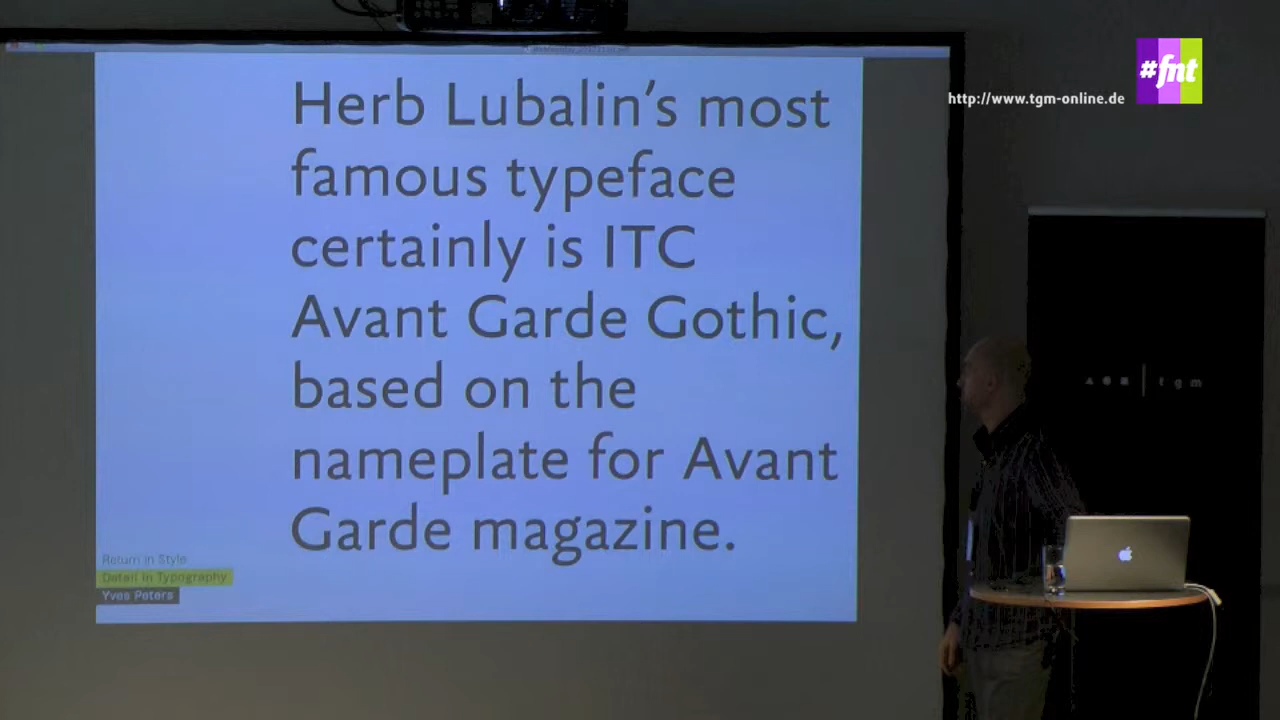 #fnt
http://www.tgm-online.de
Herb Lubalin’s most
famous typeface
certainly is ITC
Avant Garde Gothic,
based on the
nameplate for Avant
Garde magazine.
Return in Style
Detail in Typography
Yves Peters
tgm